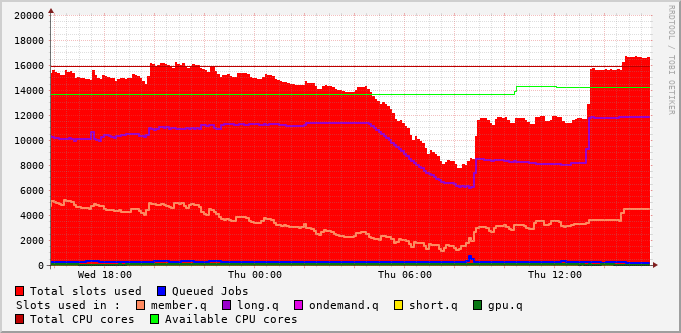 20000
18000
16000
14000
12000
10000
8000
6000
4000
2000
0
Wed 18:00 Thu 00:00 Thu 06:00 Thu 12:00
RRDTOOL / TOBI OETIKER
Total slots used Queued Jobs
Slots used in : member.q long.q ondemand.q short.q gpu.q
Total CPU cores Available CPU cores